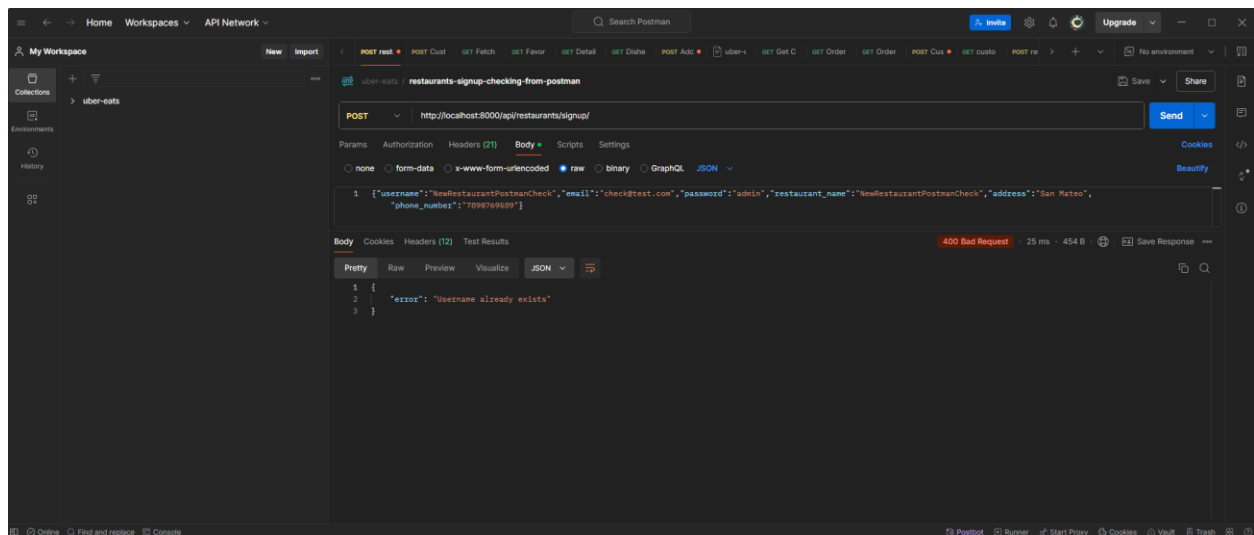 Home Workspaces API Network Search Postman Invite Upgrade
My Workspace New Import POST rest POST Cust GET Fetch GET Favor GET Detail GET Dishe POST Adc uber-e GET Get C GET Order GET Order POST Cus GET custo POST re No environment
Collections
Environments
History
uber-eats
uber-eats / restaurants-signup-checking-from-postman Save Share
POST http://localhost:8000/api/restaurants/signup/ Send
Params Authorization Headers (21) Body Scripts Settings Cookies
none form-data x-www-form-urlencoded raw binary GraphQL JSON Beautify
1 {"username":"NewRestaurantPostmanCheck","email":"check@test.com","password":"admin","restaurant_name":"NewRestaurantPostmanCheck","address":"San Mateo",
"phone_number":"7890769589"}
Body Cookies Headers (12) Test Results 400 Bad Request 25 ms 454 B Save Response
Pretty Raw Preview Visualize JSON
1 {
2 "error": "Username already exists"
3 }
Online Find and replace Console Postbot Runner Start Proxy Cookies Vault Trash